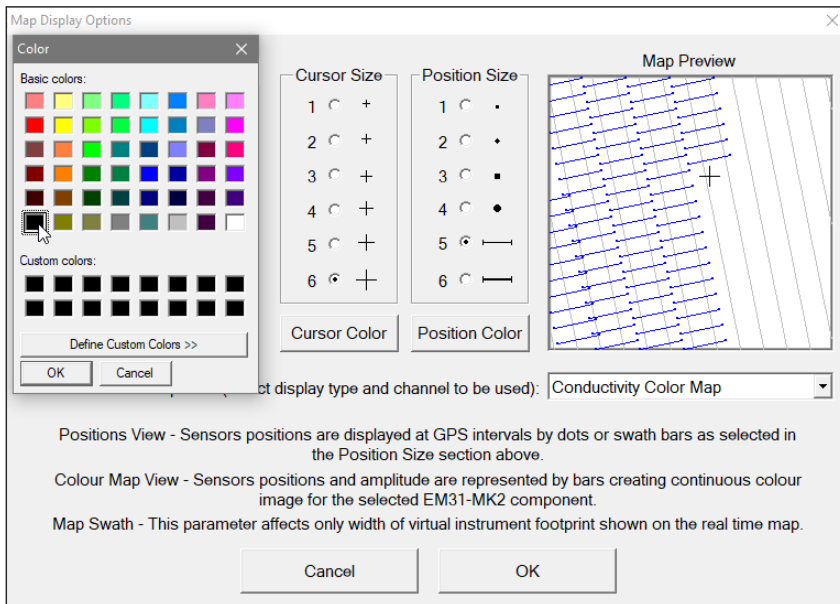 Map Display Options
Color
Basic colors:
Custom colors:
Define Custom Colors >>
OK
Cancel
Cursor Size
1
2
3
4
5
6
Cursor Color
Position Size
1
2
3
4
5
6
Position Color
Map Preview
ct display type and channel to be used):
Conductivity Color Map
Positions View - Sensors positions are displayed at GPS intervals by dots or swath bars as selected in
the Position Size section above.
Colour Map View - Sensors positions and amplitude are represented by bars creating continuous colour
image for the selected EM31-MK2 component.
Map Swath - This parameter affects only width of virtual instrument footprint shown on the real time map.
Cancel
OK